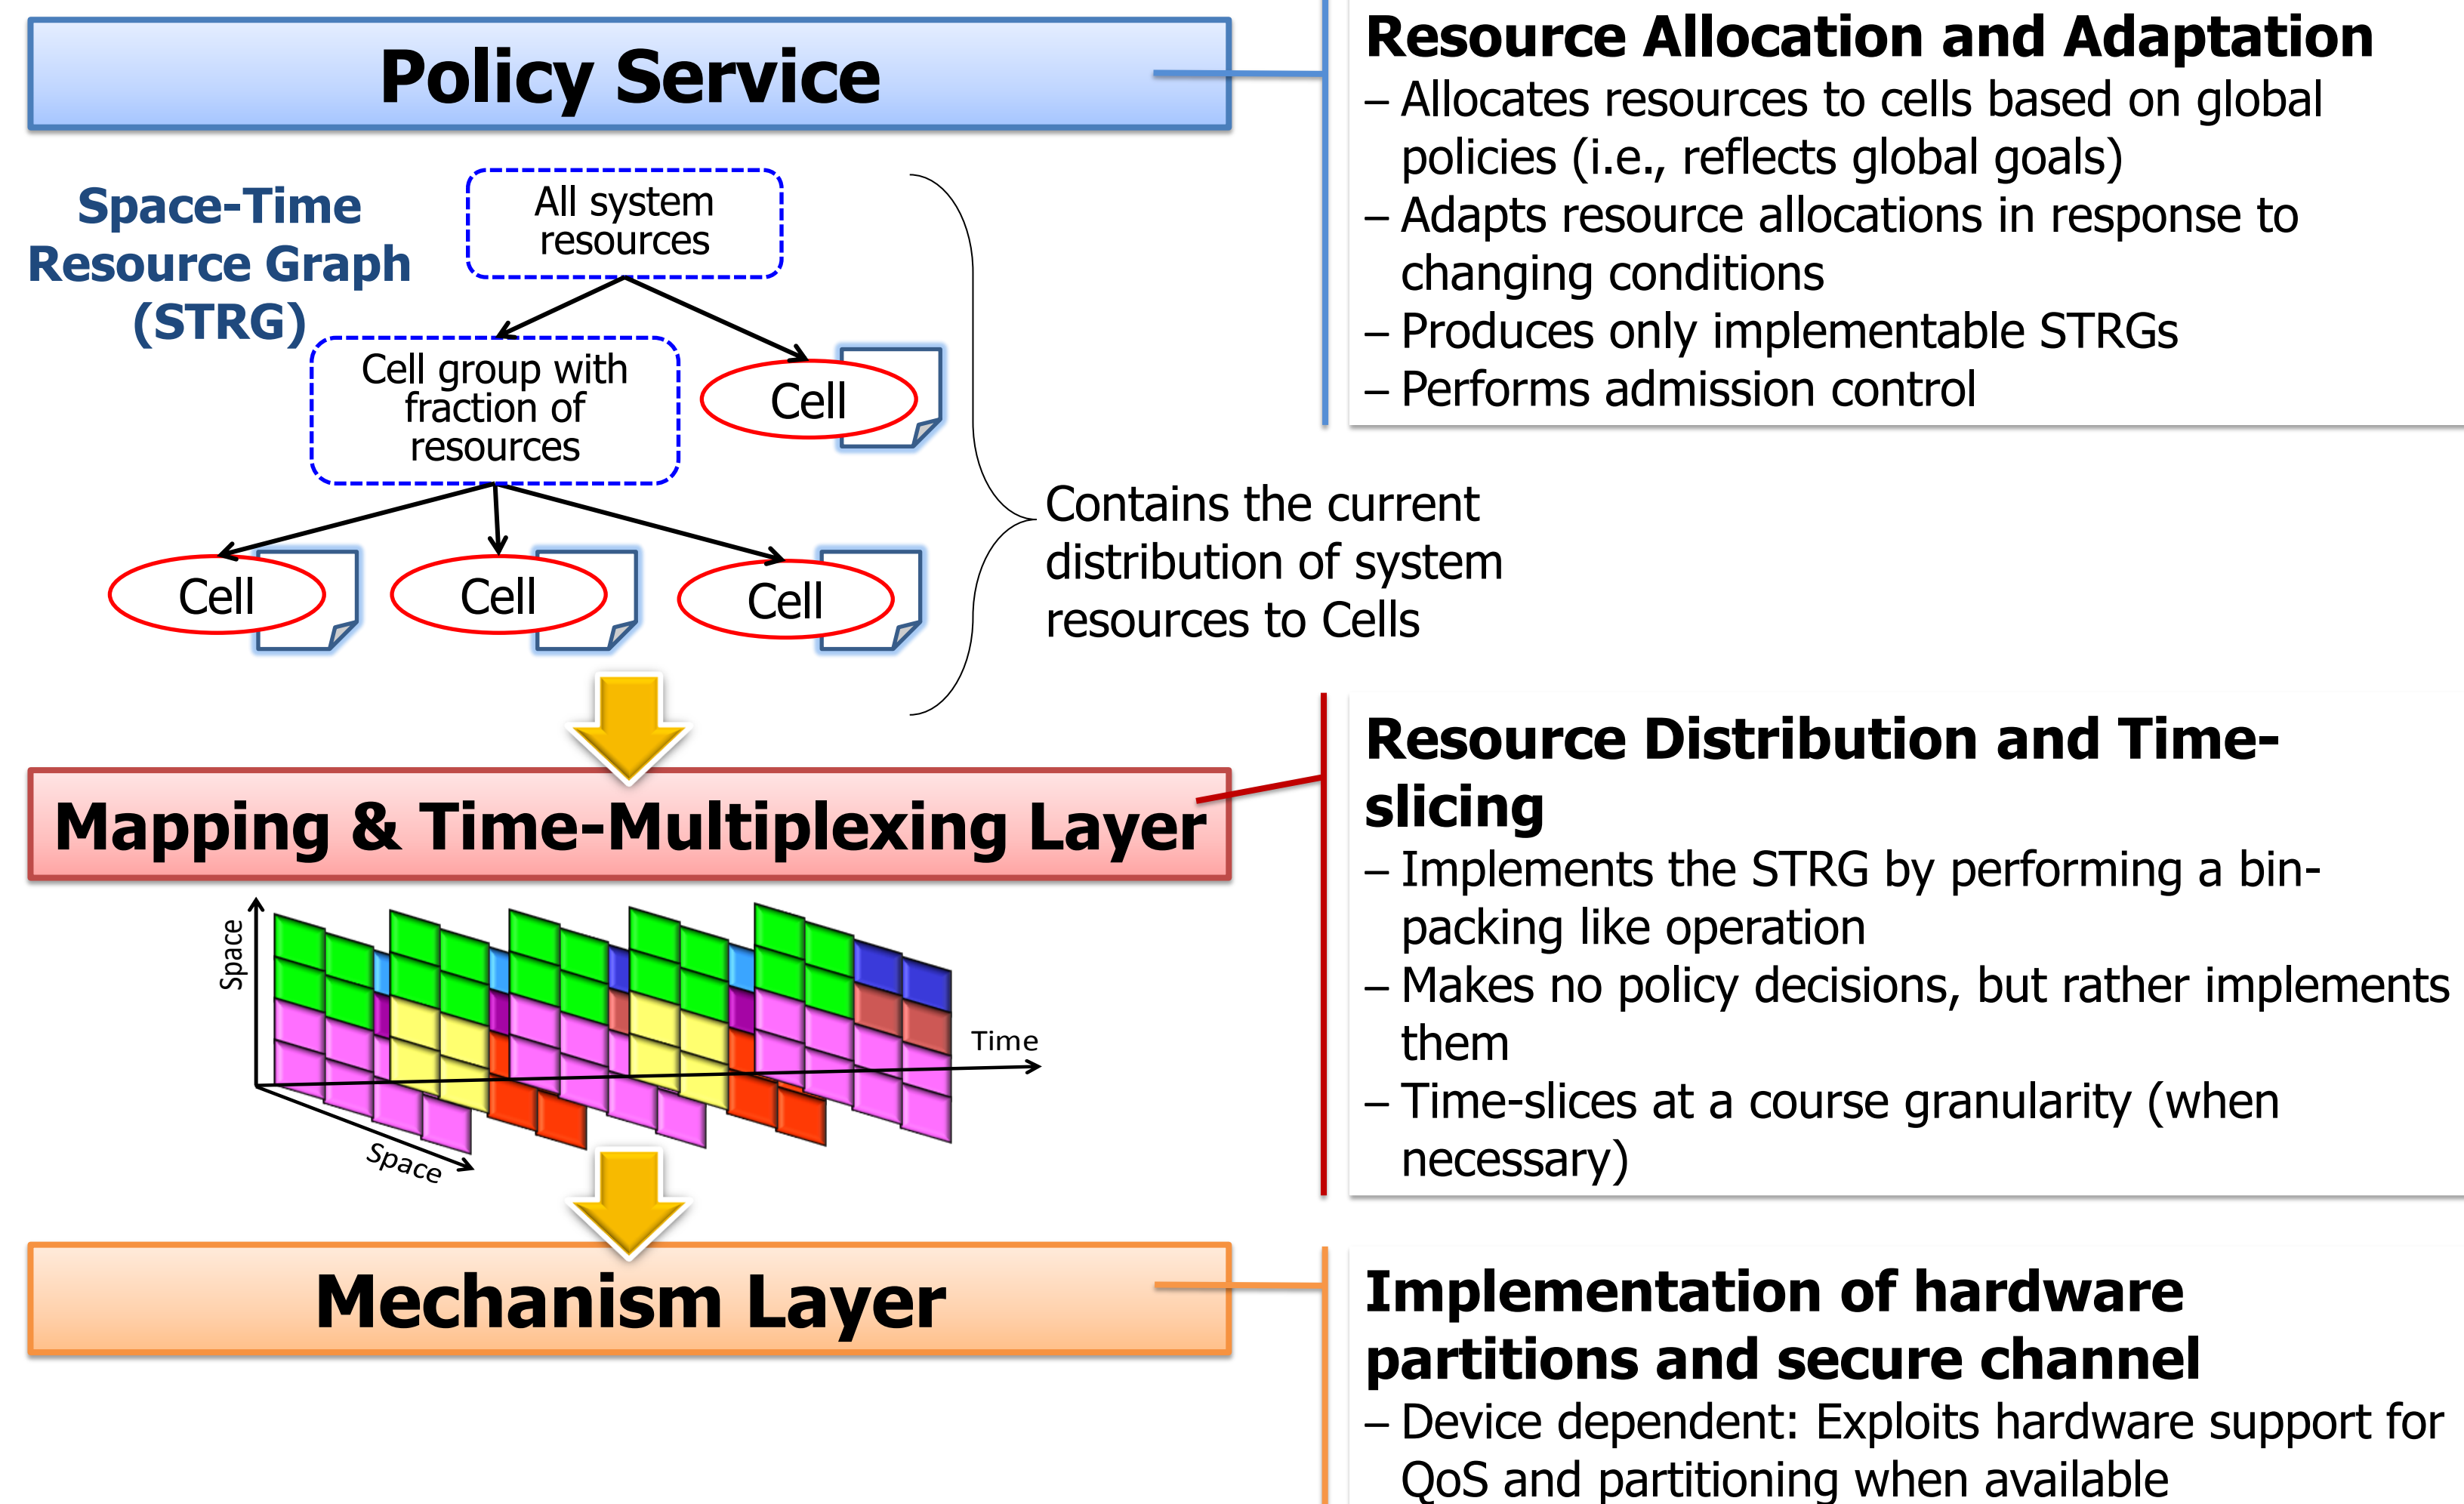 Policy Service
Space-Time
Resource Graph
(STRG)
All system
resources
Cell group with
fraction of
resources
Cell
Cell
Cell
Cell
Contains the current
distribution of system
resources to Cells
Resource Allocation and Adaptation
– Allocates resources to cells based on global
policies (i.e., reflects global goals)
– Adapts resource allocations in response to
changing conditions
– Produces only implementable STRGs
– Performs admission control
Mapping & Time-Multiplexing Layer
Space
Time
Space
Resource Distribution and Time-
slicing
– Implements the STRG by performing a bin-
packing like operation
– Makes no policy decisions, but rather implements
them
– Time-slices at a course granularity (when
necessary)
Mechanism Layer
Implementation of hardware
partitions and secure channel
– Device dependent: Exploits hardware support for
QoS and partitioning when available